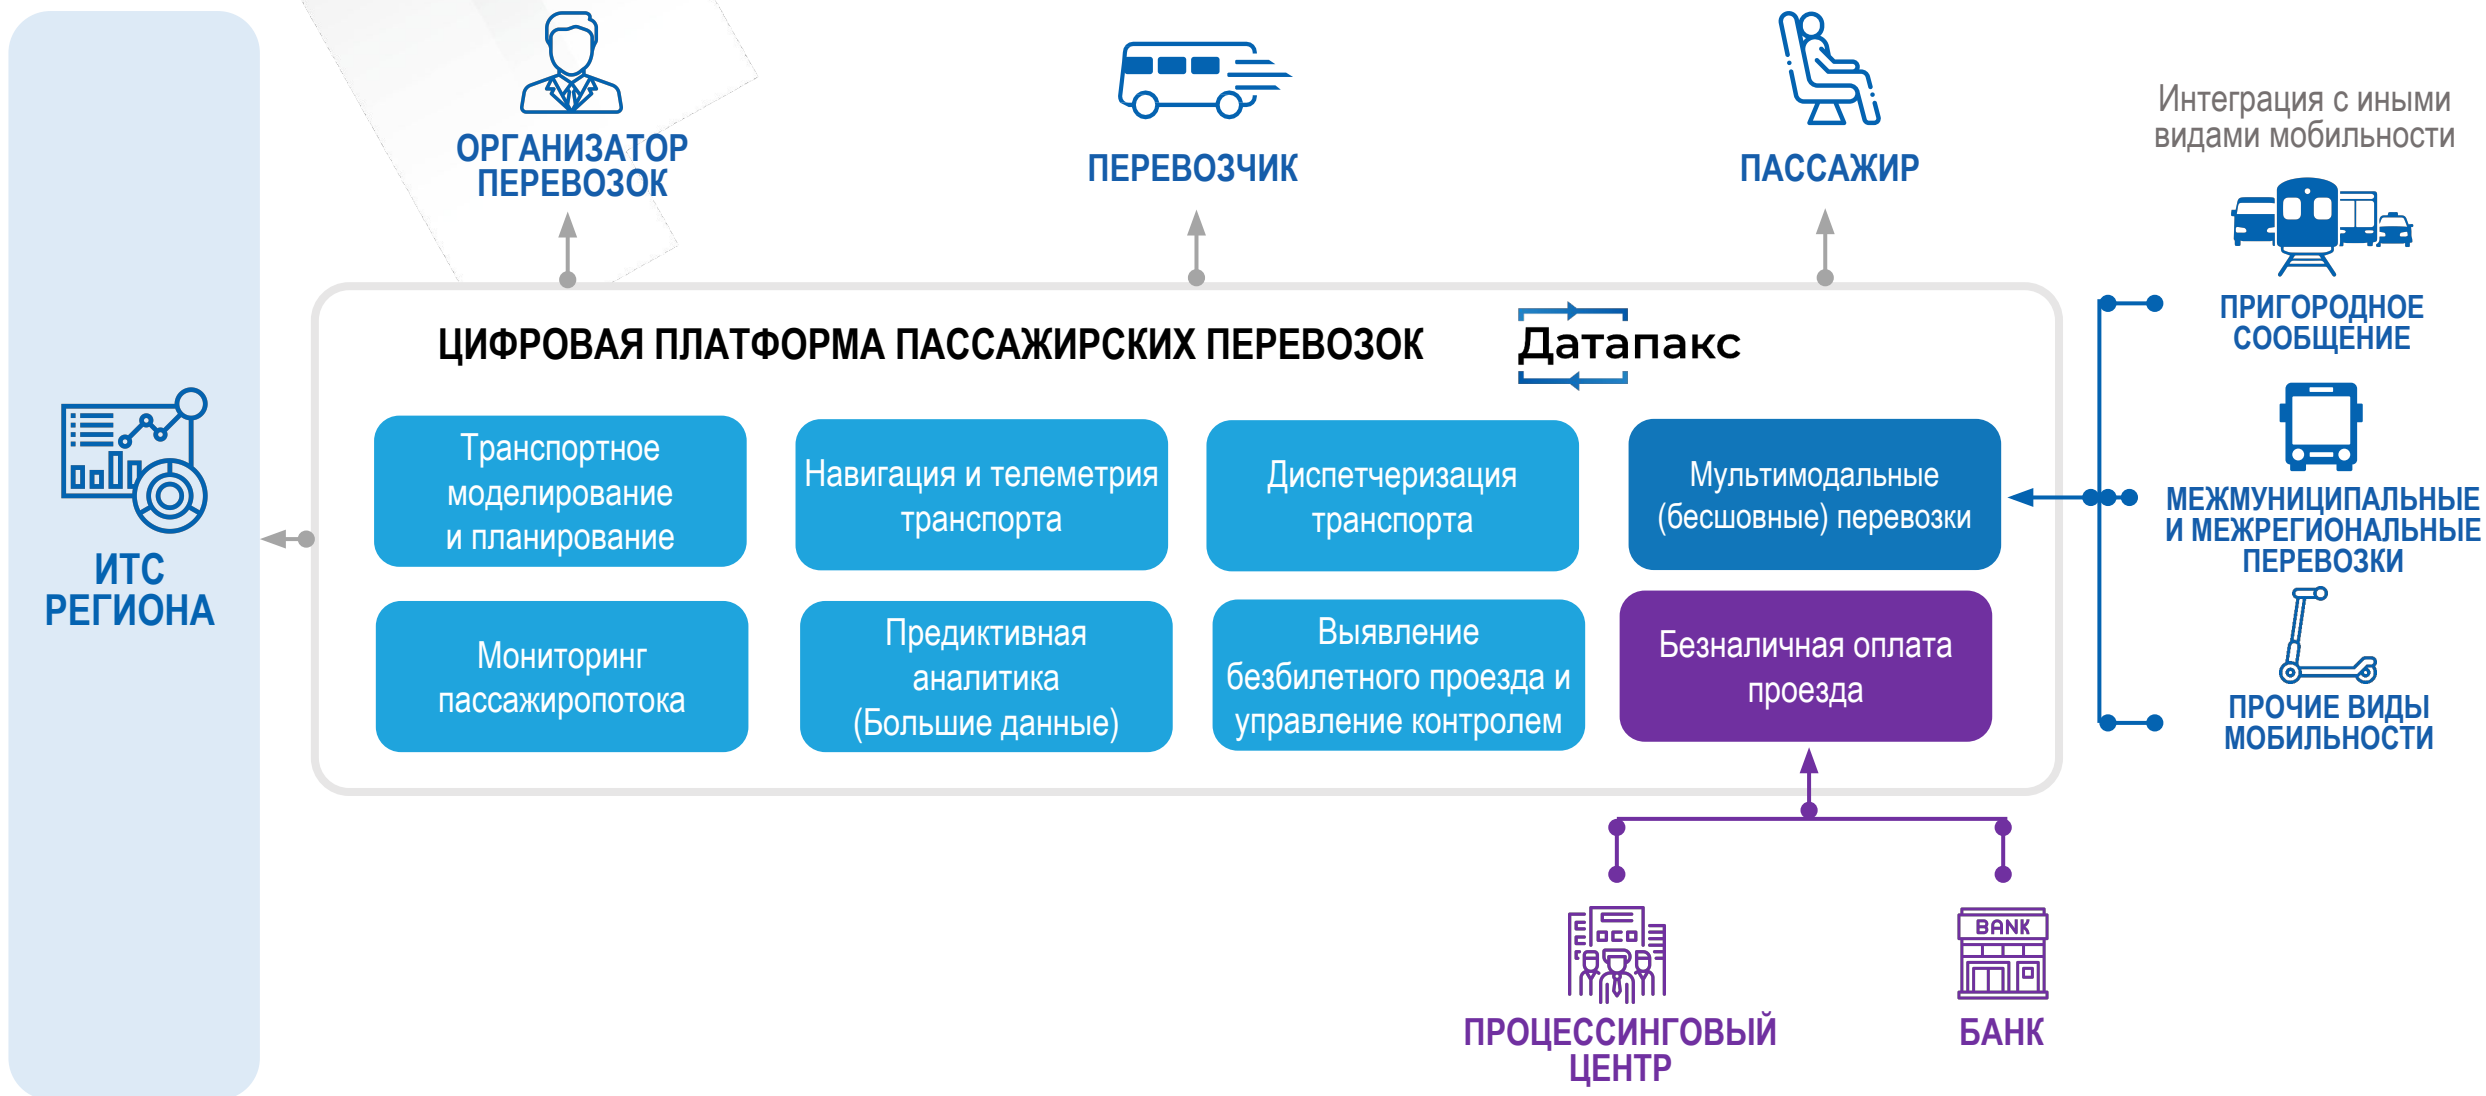 ОРГАНИЗАТОР
ПЕРЕВОЗОК
ПЕРЕВОЗЧИК
ПАССАЖИР
Интеграция с иными
видами мобильности
ИТС
РЕГИОНА
ЦИФРОВАЯ ПЛАТФОРМА ПАССАЖИРСКИХ ПЕРЕВОЗОК
Датапакс
Транспортное
моделирование
и планирование
Навигация и телеметрия
транспорта
Диспетчеризация
транспорта
Мультимодальные
(бесшовные) перевозки
Мониторинг
пассажиропотока
Предиктивная
аналитика
(Большие данные)
Выявление
безбилетного проезда и
управление контролем
Безналичная оплата
проезда
ПРИГОРОДНОЕ
СООБЩЕНИЕ
МЕЖМУНИЦИПАЛЬНЫЕ
И МЕЖРЕГИОНАЛЬНЫЕ
ПЕРЕВОЗКИ
ПРОЧИЕ ВИДЫ
МОБИЛЬНОСТИ
ПРОЦЕССИНГОВЫЙ
ЦЕНТР
BANK
БАНК